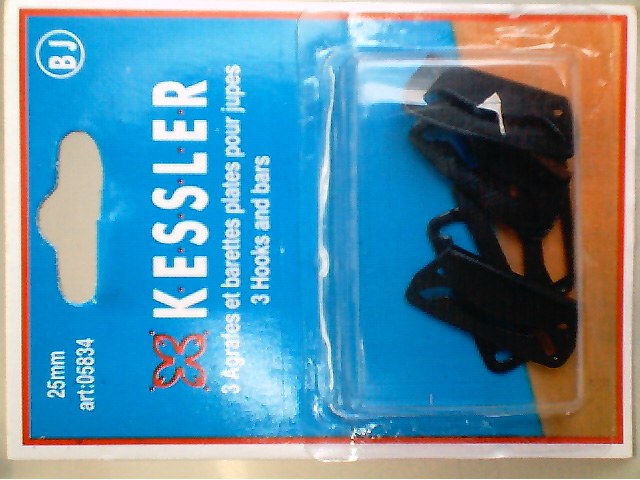 25mm
art:05834
BJ
KESSLER
3 Agrafes et barettes plates pour jupes
3 Hooks and bars